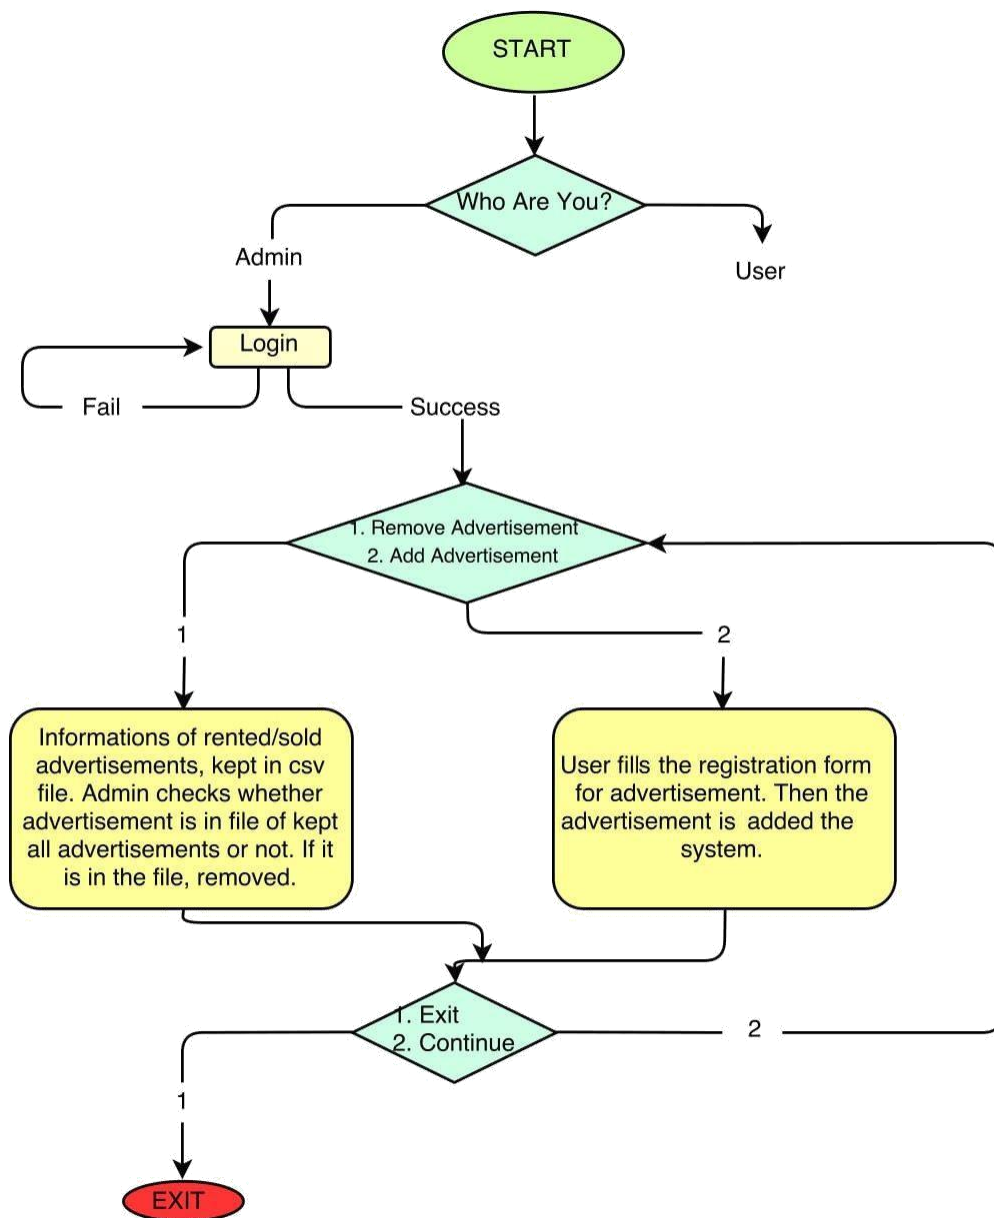 START
Who Are You?
Admin
User
Login
Fail
Success
1. Remove Advertisement
2. Add Advertisement
1
2
Informations of rented/sold
advertisements, kept in csv
file. Admin checks whether
advertisement is in file of kept
all advertisements or not. If it
is in the file, removed.
User fills the registration form
for advertisement. Then the
advertisement is added the
system.
1. Exit
2. Continue
2
1
EXIT